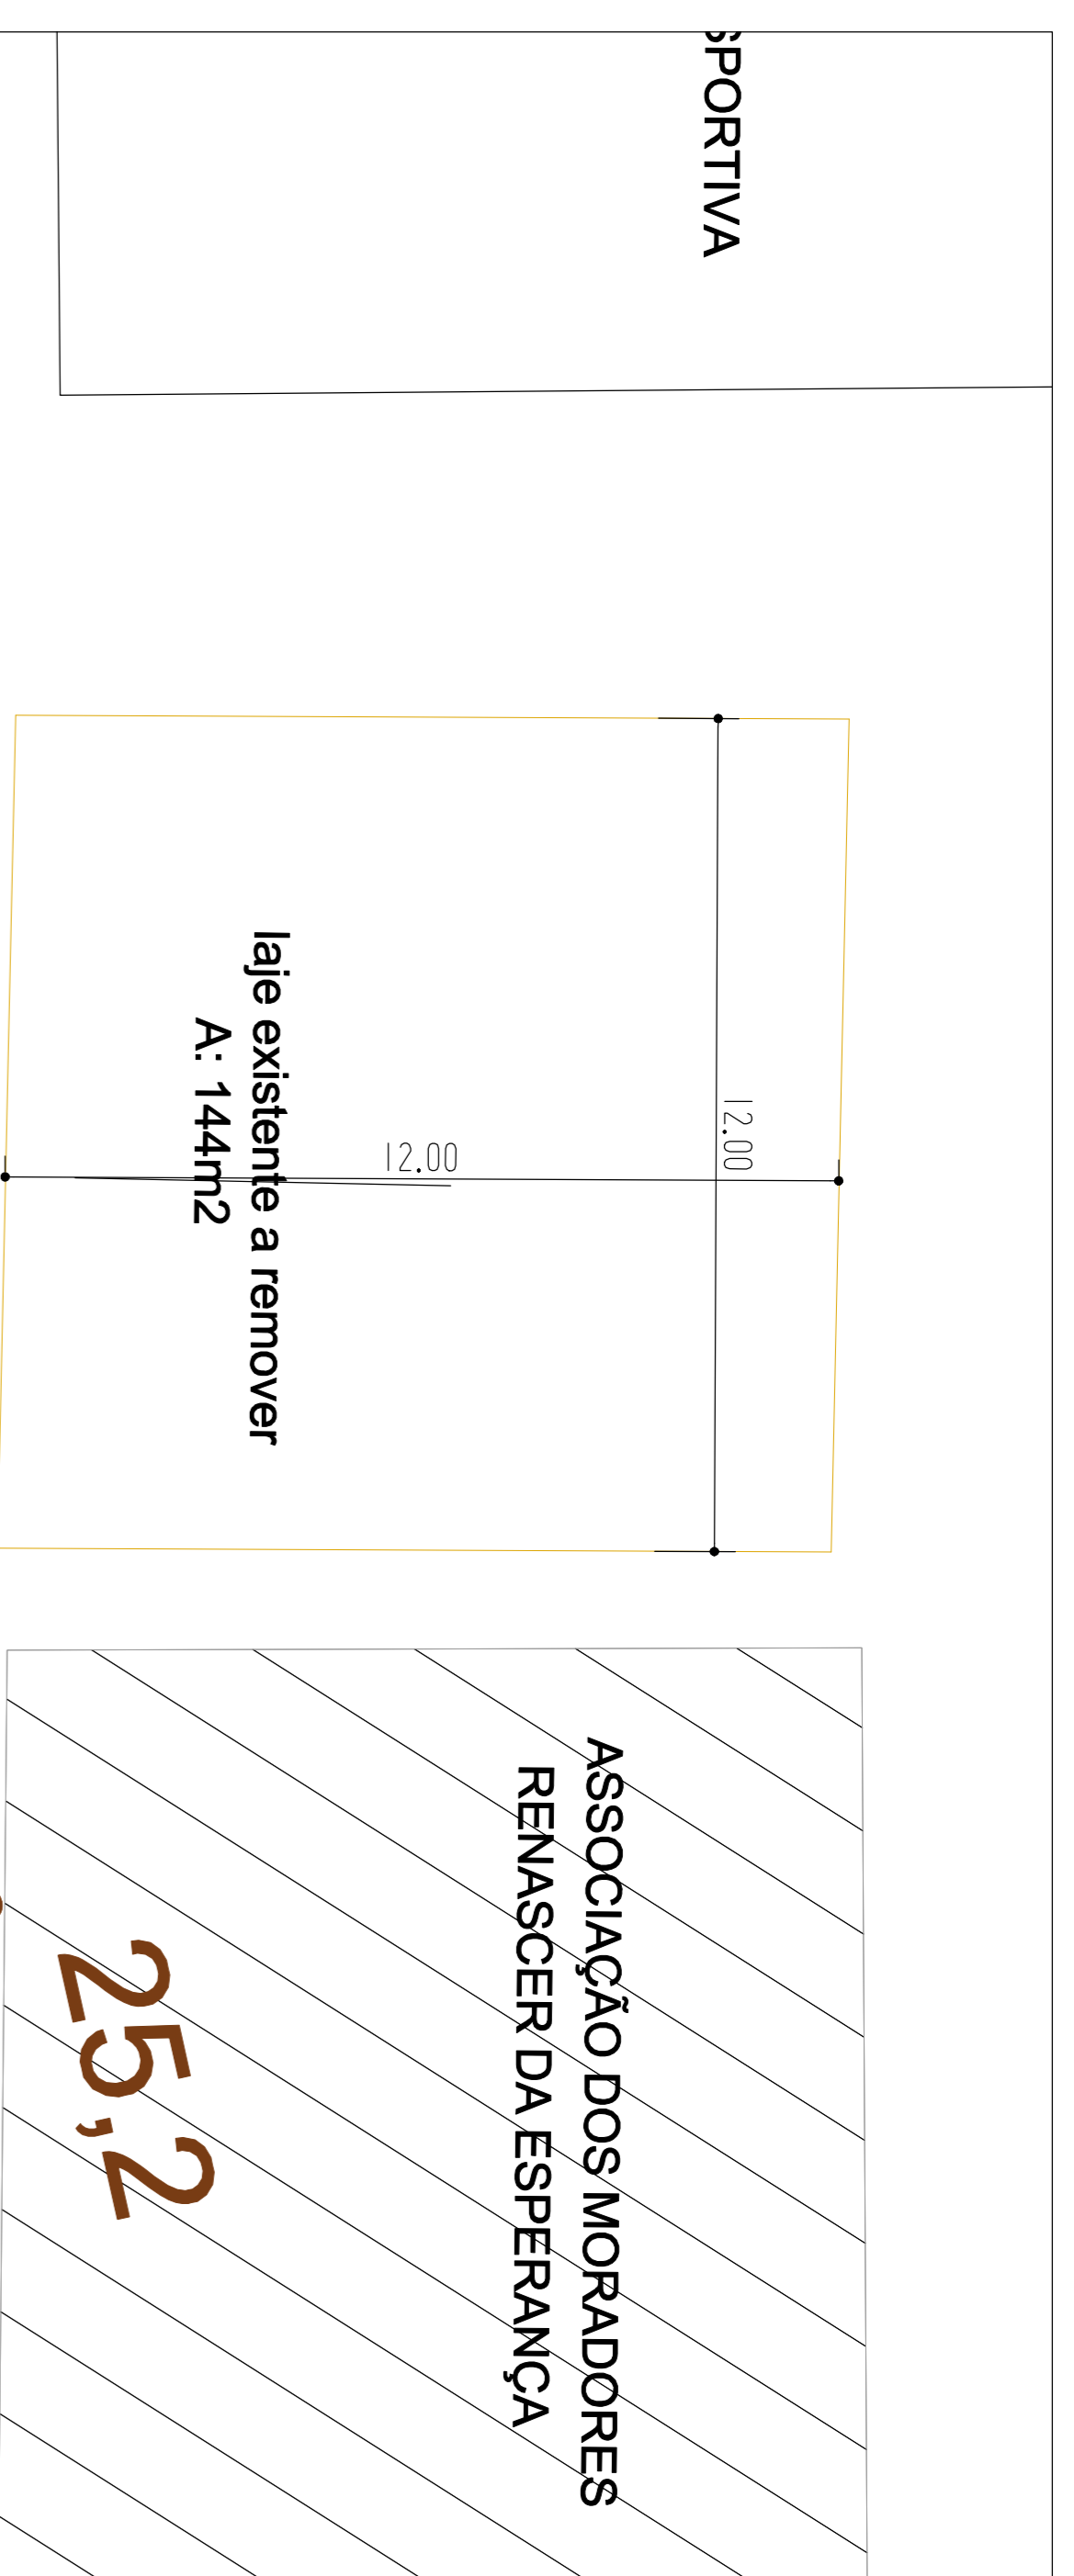 SPORTIVA
12.00
12.00
laje existente a remover
A: 144m2
ASSOCIAÇÃO DOS MORADORES
RENASCER DA ESPERANÇA
25,2